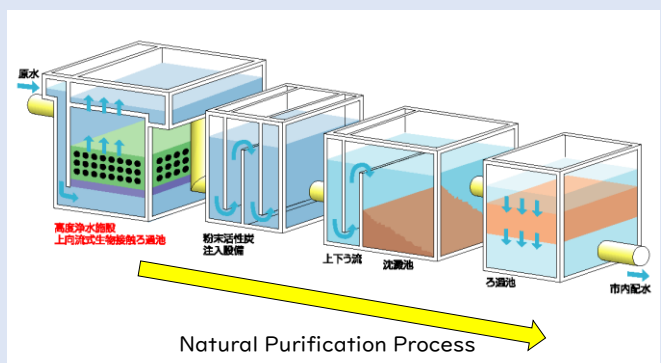 原水
高度浄水施設
上向流式生物接触ろ過池
粉末活性炭
注入設備
上下う流
沈澱池
ろ過池
市内配水
Natural Purification Process